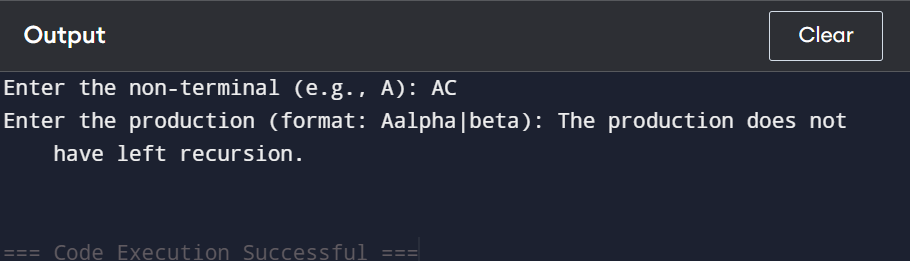 Output
Clear
Enter the non-terminal (e.g., A): AC
Enter the production (format: Aalpha|beta): The production does not
have left recursion.
=== Code Execution Successful ===